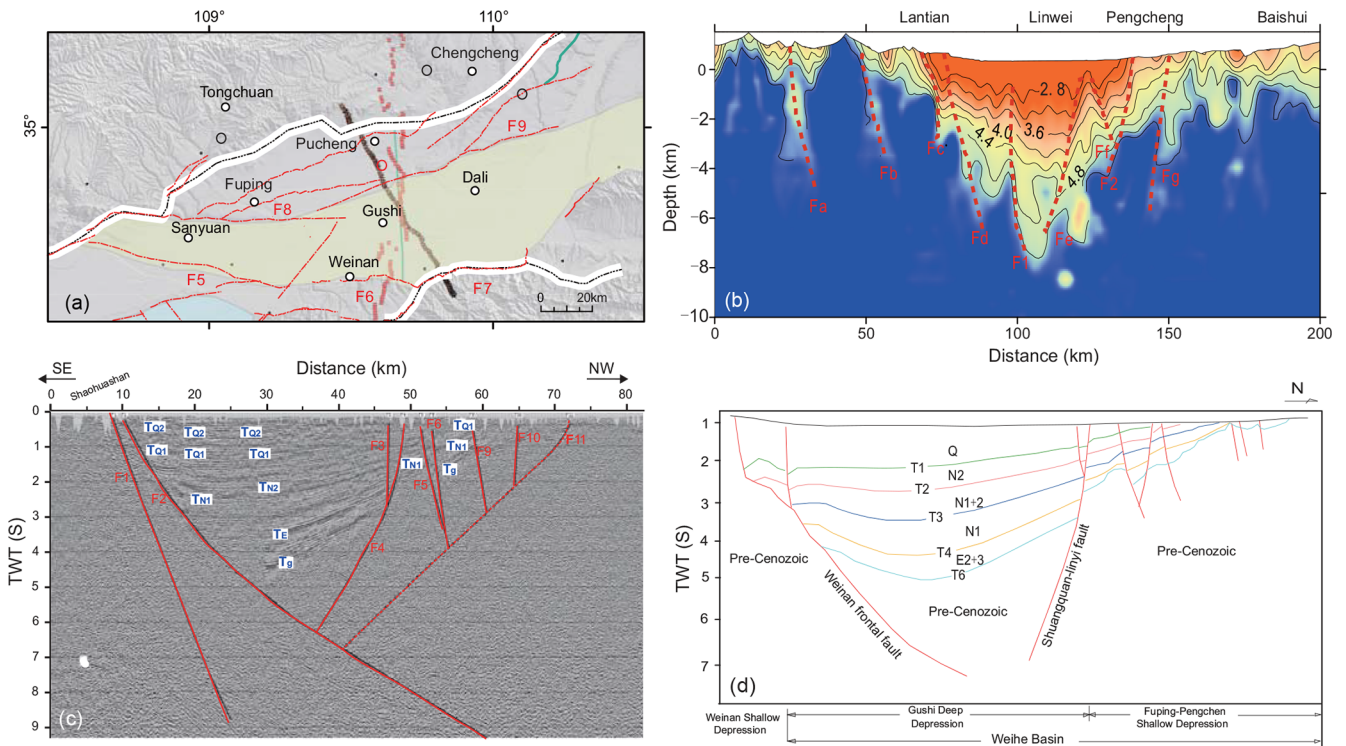 109°
110°
Chengcheng
Tongchuan
35°
F9
Pucheng
Fuping
Dali
F8
Gushi
Sanyuan
Weinan
F5
F6
F7
(a)
0 20km
Lantian Linwei Pengcheng Baishui
0
−2
−4
−6
−8
−10
Depth (km)
2.8
4.0
3.6
4.4
4.8
Fc
Ff
Fb
F2
Fg
Fa
Fd
Fe
F1
(b)
0 50 100 150 200
Distance (km)
SE
Distance (km)
NW
Shaohuashan
0 10 20 30 40 50 60 70 80
0
1
2
3
4
5
6
7
8
9
TWT (S)
TQ2
TQ2
TQ2
TQ1
TQ1
TQ1
TQ1
TN1
TN1
Tg
TN2
TN1
TE
Tg
F1
F2
F3
F4
F5
F6
F9
F10
F11
(c)
N
1
2
3
4
5
6
7
TWT (S)
Q
T1
N2
T2
N1+2
T3
N1
T4
E2+3
T6
Pre-Cenozoic
Pre-Cenozoic
Pre-Cenozoic
Weinan frontal fault
Shuangquan-linyi fault
(d)
Weinan Shallow
Depression
Gushi Deep
Depression
Fuping-Pengchen
Shallow Depression
Weihe Basin